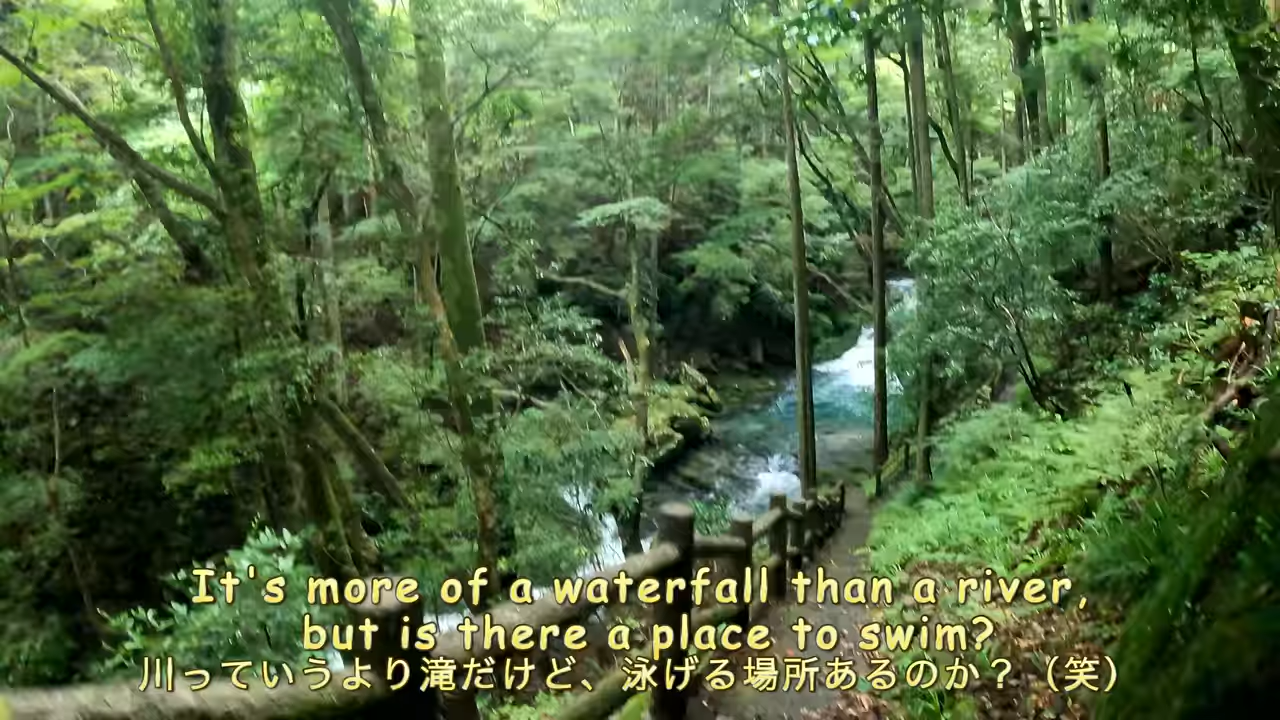 It's more of a waterfall than a river,
but is there a place to swim?
川っていうより滝だけど、泳げる場所あるのか？（笑）